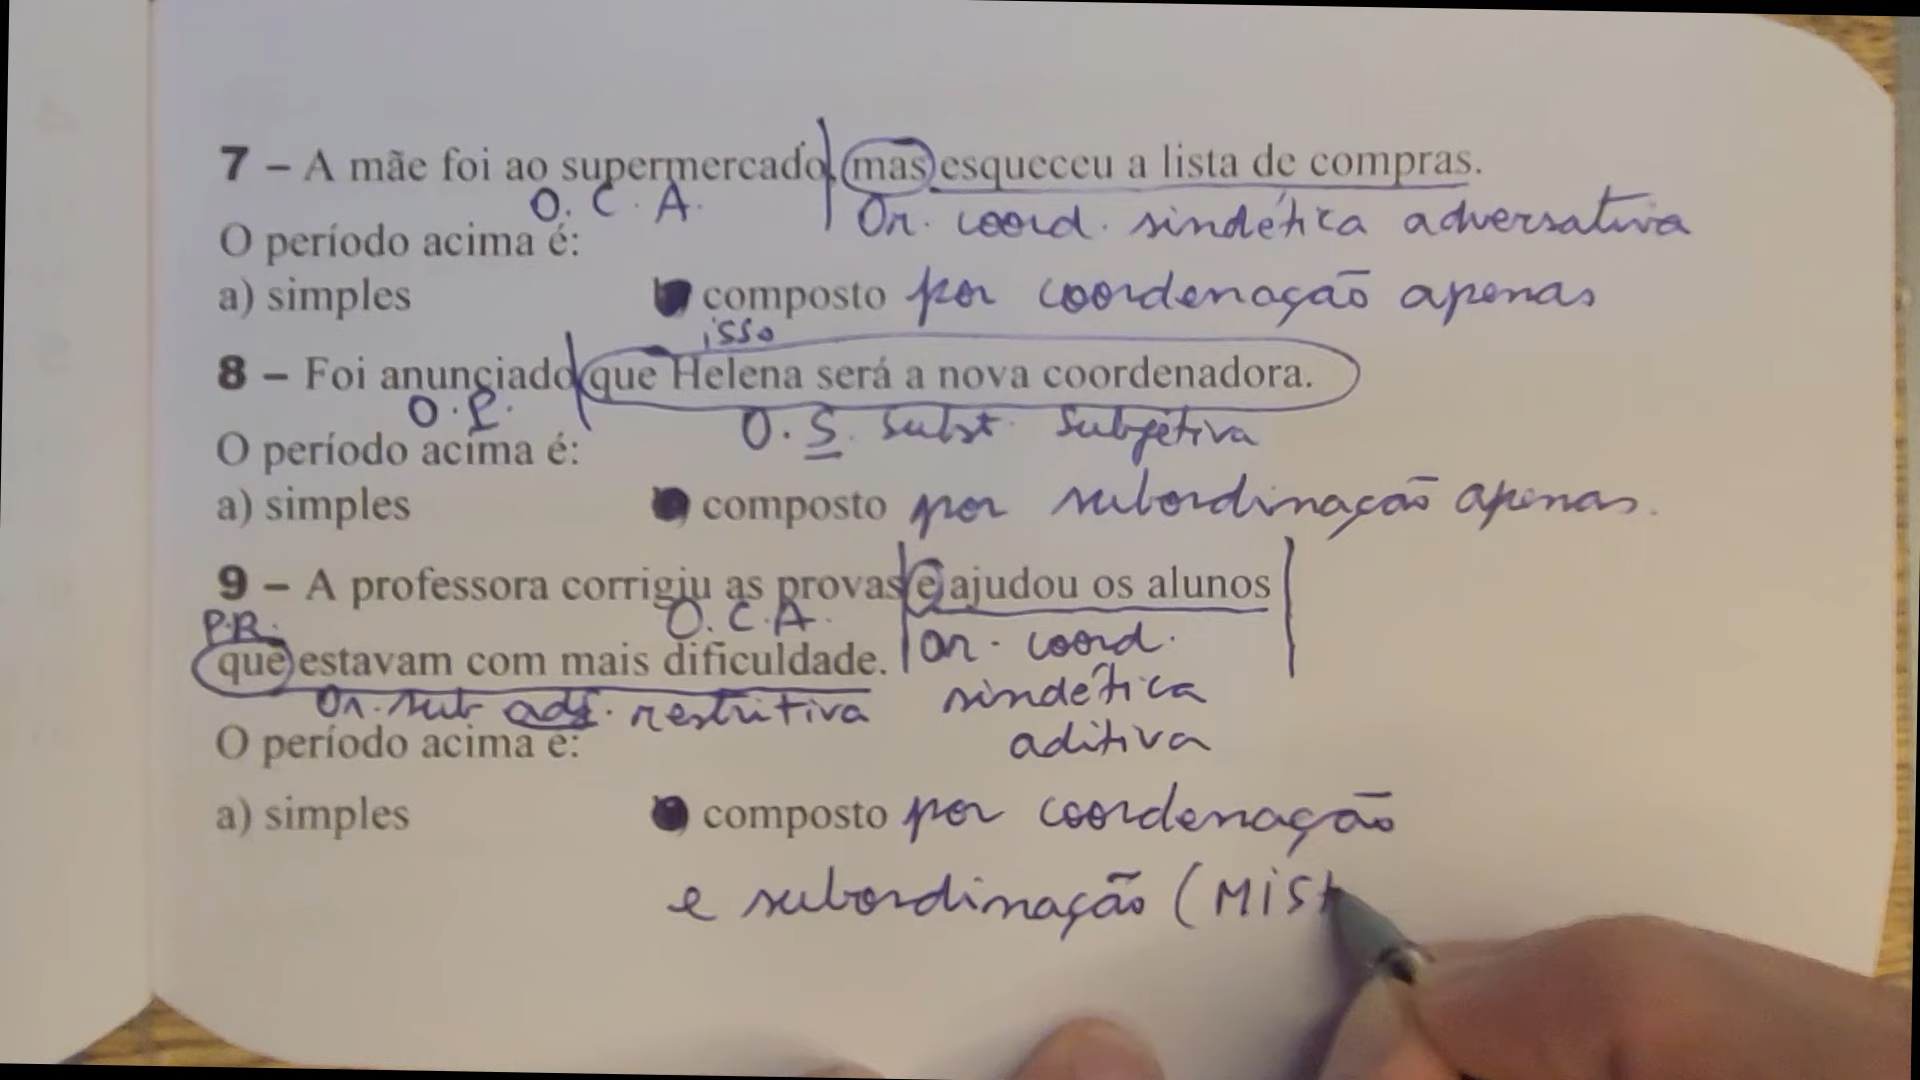 7 – A mãe foi ao supermercado, mas esqueceu a lista de compras.
O. C. A. Or. coord. sindética adversativa
O período acima é:
a) simples composto por coordenação apenas
isso
8 – Foi anunciado que Helena será a nova coordenadora.
O.P. O.S. Subst. Subjetiva
O período acima é:
a) simples composto por subordinação apenas.
9 – A professora corrigiu as provas e ajudou os alunos
P.R. O.C.A. Or. coord.
que estavam com mais dificuldade.
Or. sub adj. restritiva sindética
O período acima é: aditiva
a) simples composto por coordenação
e subordinação (MIST